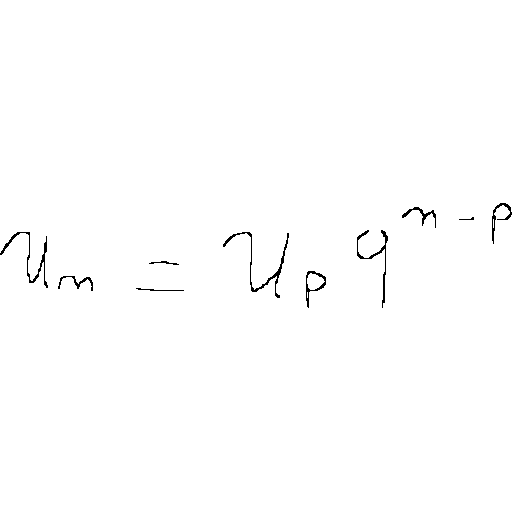 u_n = u_p q^{n-p}